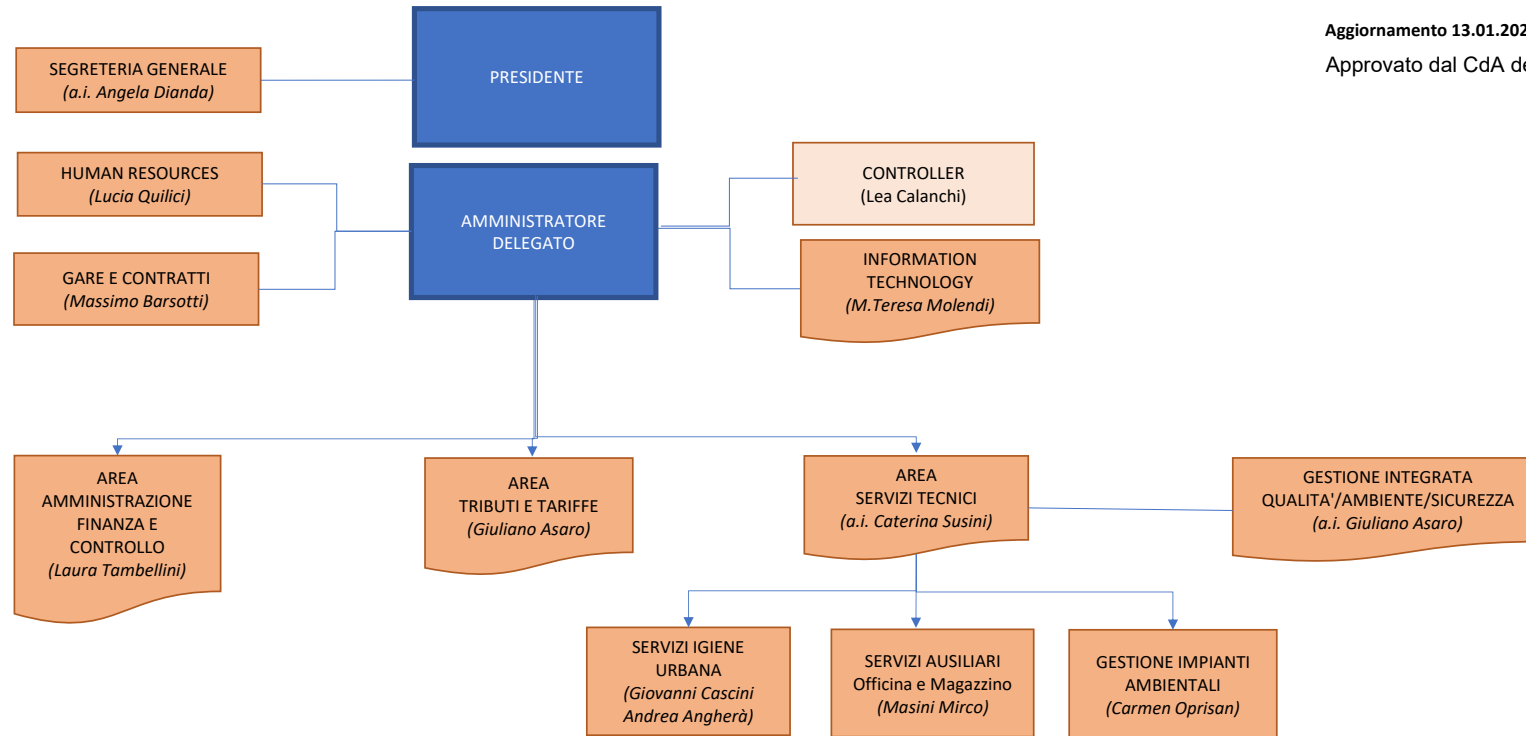 Aggiornamento 13.01.202
Approvato dal CdA de
SEGRETERIA GENERALE
(a.i. Angela Dianda)
PRESIDENTE
HUMAN RESOURCES
(Lucia Quilici)
AMMINISTRATORE
DELEGATO
CONTROLLER
(Lea Calanchi)
GARE E CONTRATTI
(Massimo Barsotti)
INFORMATION
TECHNOLOGY
(M.Teresa Molendi)
AREA
AMMINISTRAZIONE
FINANZA E
CONTROLLO
(Laura Tambellini)
AREA
TRIBUTI E TARIFFE
(Giuliano Asaro)
AREA
SERVIZI TECNICI
(a.i. Caterina Susini)
GESTIONE INTEGRATA
QUALITA'/AMBIENTE/SICUREZZA
(a.i. Giuliano Asaro)
SERVIZI IGIENE
URBANA
(Giovanni Cascini
Andrea Angherà)
SERVIZI AUSILIARI
Officina e Magazzino
(Masini Mirco)
GESTIONE IMPIANTI
AMBIENTALI
(Carmen Oprisan)